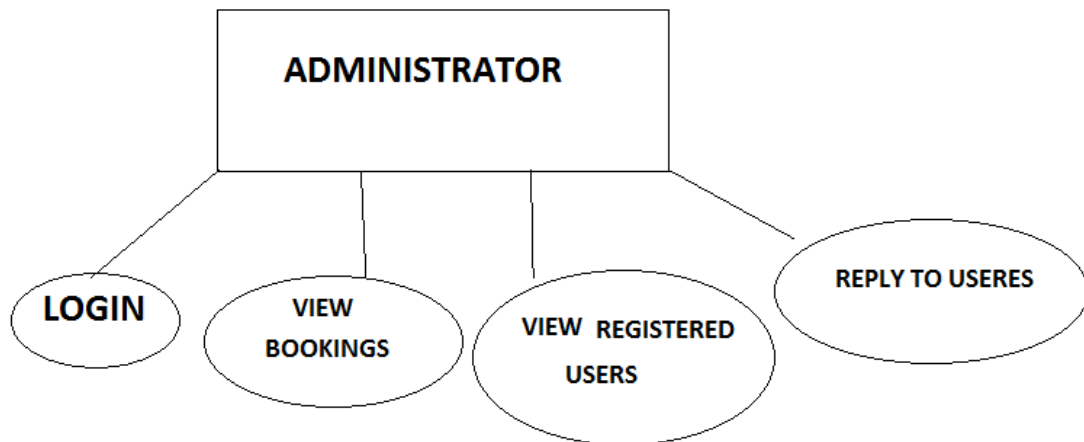 ADMINISTRATOR
LOGIN
VIEW
BOOKINGS
VIEW REGISTERED
USERS
REPLY TO USERES